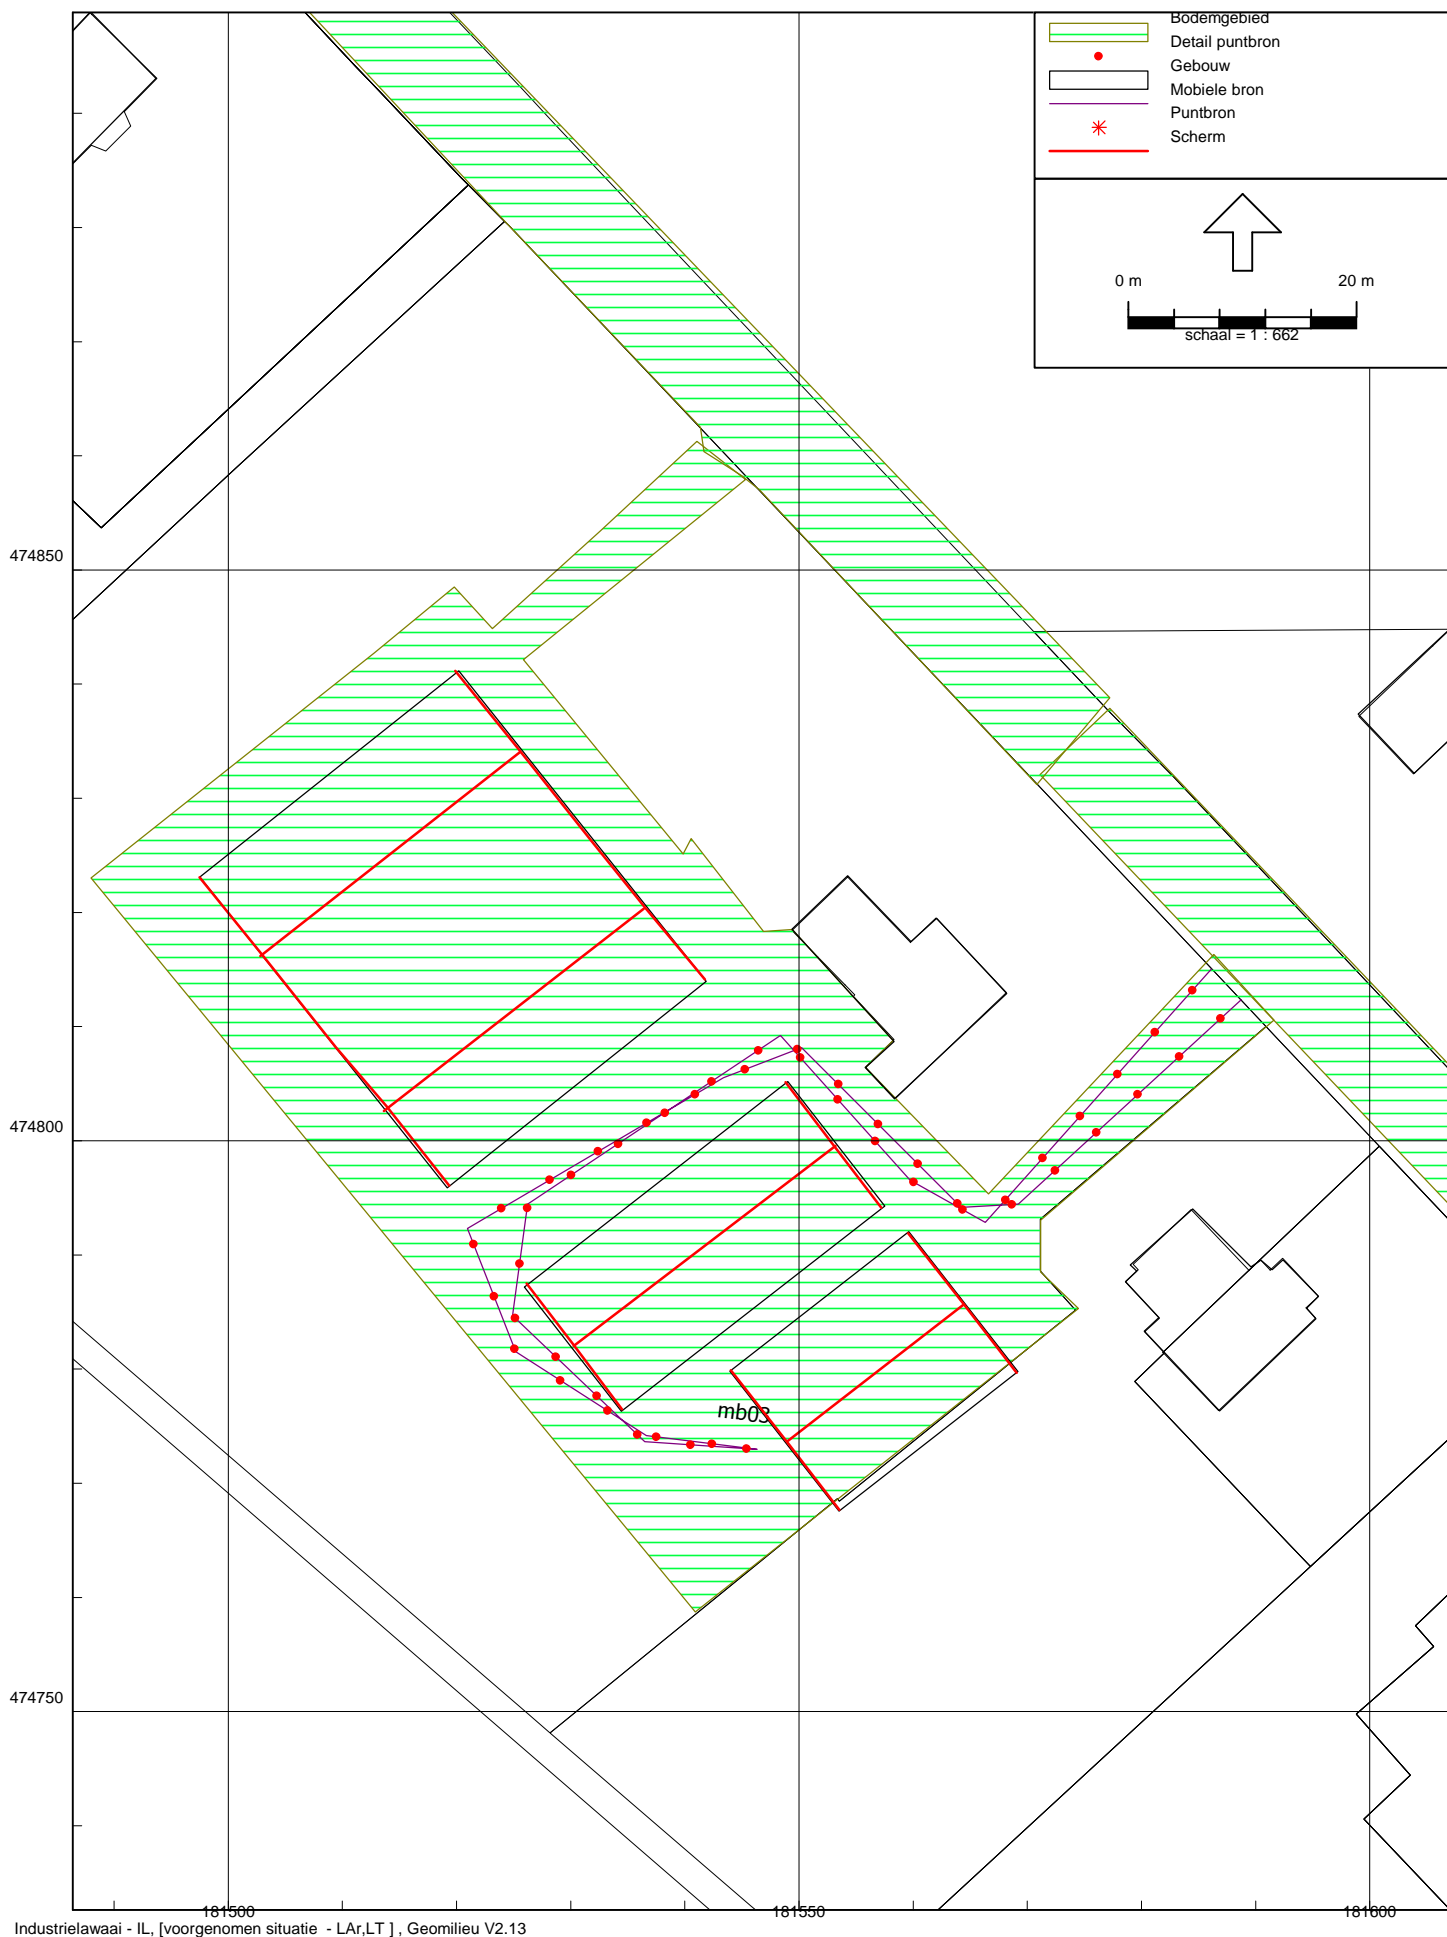 Bodemgebied
Detail puntbron
Gebouw
Mobiele bron
Puntbron
Scherm
0 m 20 m
schaal = 1 : 662
474850
474800
mb03
474750
181500 181550 181600
Industrielawaai - IL, [voorgenomen situatie - LAr,LT ] , Geomilieu V2.13